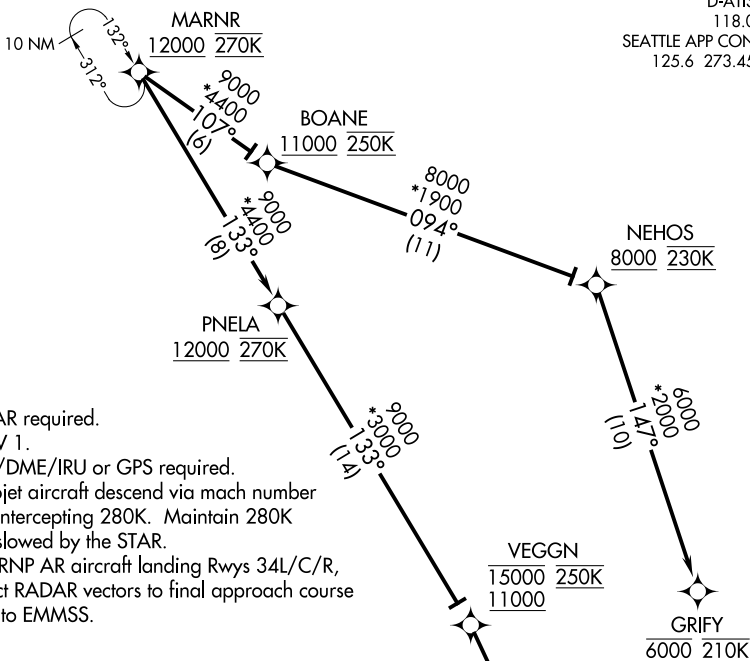 D-ATIS
118.0
SEATTLE APP CON
125.6 273.45
MARNR
12000 270K
10 NM
132°
312°
9000
*4400
107°
(6)
BOANE
11000 250K
8000
*1900
094°
(11)
9000
*4400
133°
(8)
NEHOS
8000 230K
PNELA
12000 270K
6000
*2000
147°
(10)
9000
*3000
133°
(14)
AR required.
V 1.
/DME/IRU or GPS required.
ojet aircraft descend via mach number
ntercepting 280K. Maintain 280K
slowed by the STAR.
RNP AR aircraft landing Rwys 34L/C/R,
ct RADAR vectors to final approach course
to EMMSS.
VEGGN
15000 250K
11000
GRIFY
6000 210K